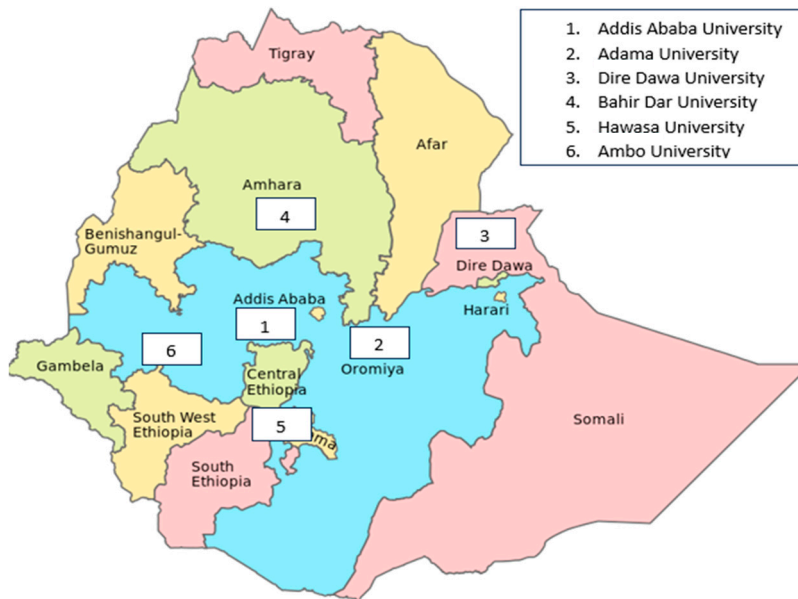 1. Addis Ababa University
2. Adama University
3. Dire Dawa University
4. Bahir Dar University
5. Hawasa University
6. Ambo University
Tigray
Afar
Amhara
4
Benishangul-
Gumuz
3
Dire Dawa
Addis Ababa
1
Harari
6
2
Oromiya
Gambela
Central
Ethiopia
South West
Ethiopia
5
ama
Somali
South
Ethiopia